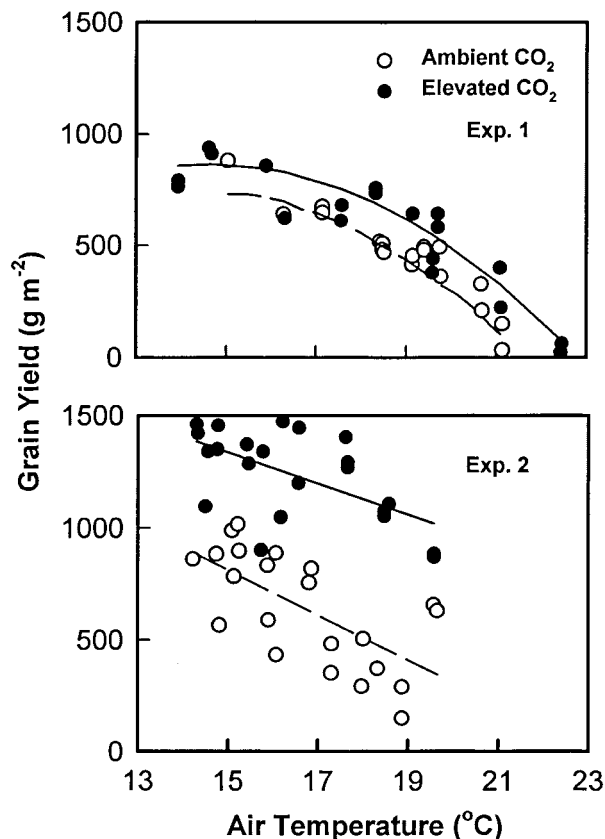 1500
Ambient CO₂
Elevated CO₂
Exp. 1
1000
500
0
Grain Yield (g m⁻²)
1500
Exp. 2
1000
500
0
13 15 17 19 21 23
Air Temperature (°C)